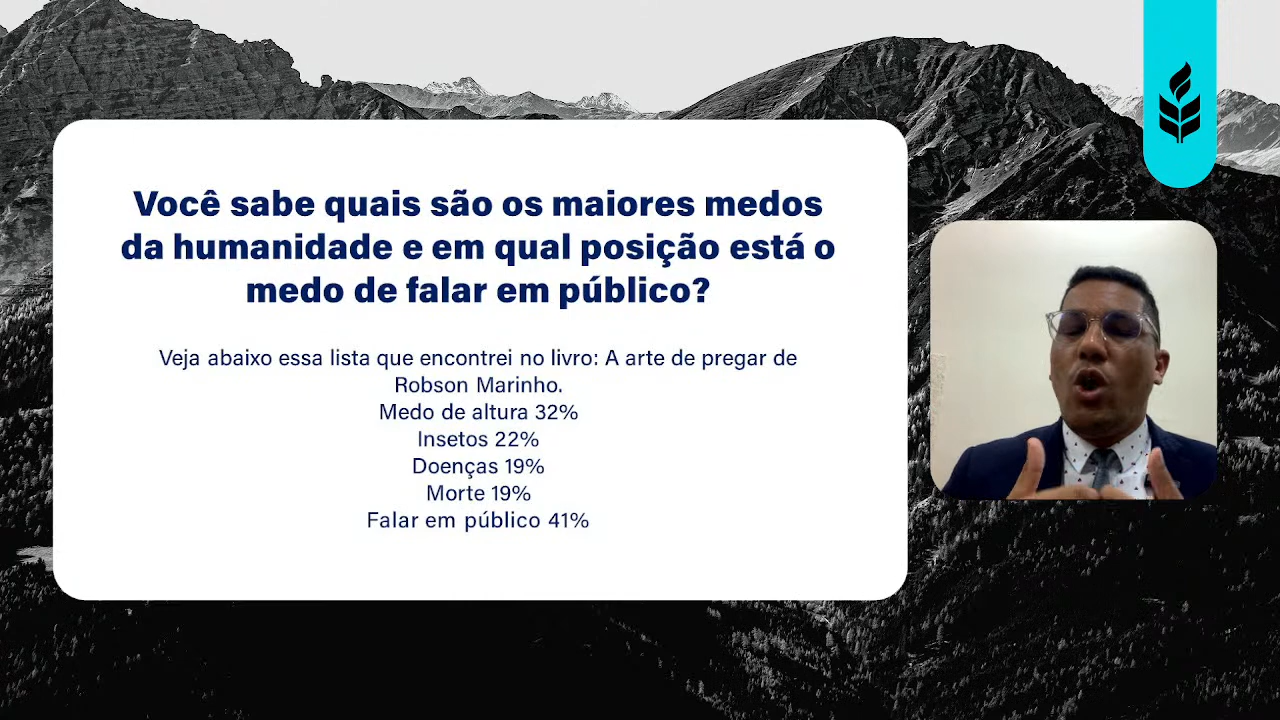 Você sabe quais são os maiores medos
da humanidade e em qual posição está o
medo de falar em público?
Veja abaixo essa lista que encontrei no livro: A arte de pregar de
Robson Marinho.
Medo de altura 32%
Insetos 22%
Doenças 19%
Morte 19%
Falar em público 41%